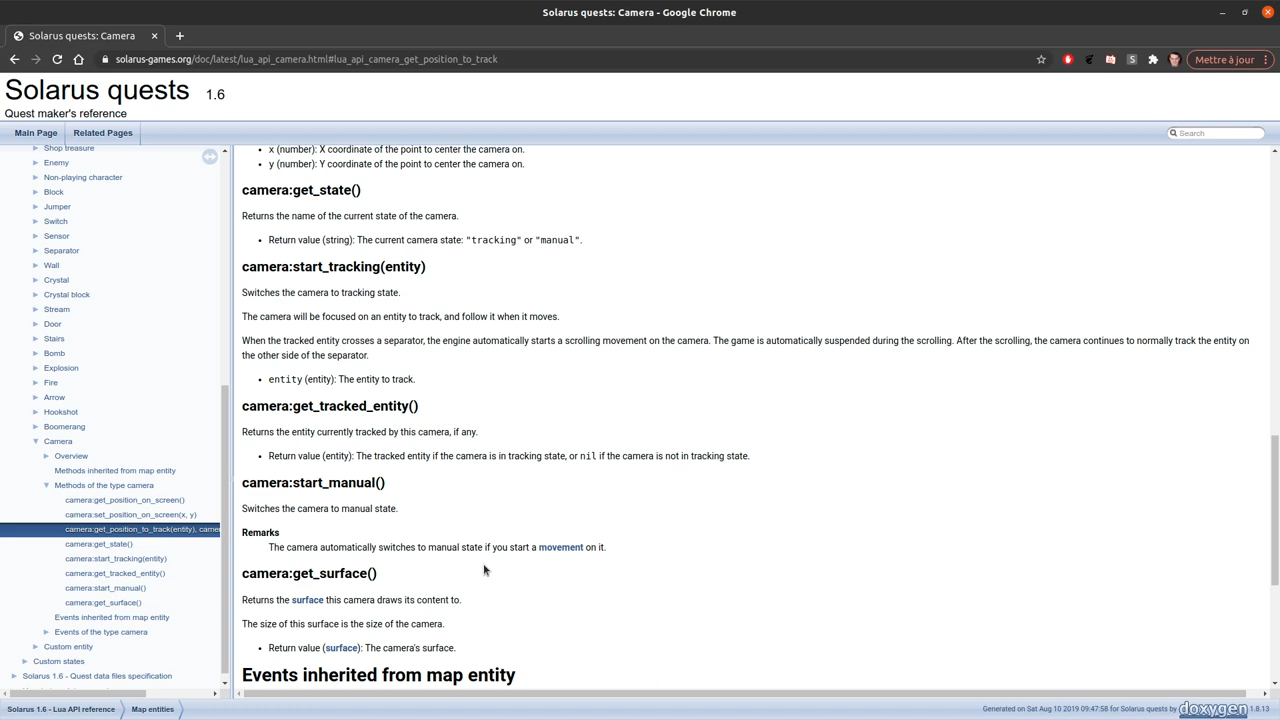 Solarus quests: Camera - Google Chrome
Solarus quests: Camera
solarus-games.org/doc/latest/lua_api_camera.html#lua_api_camera_get_position_to_track
Mettre à jour
Solarus quests 1.6
Quest maker's reference
Main Page Related Pages
Search
Shop treasure
Enemy
Non-playing character
Block
Jumper
Switch
Sensor
Separator
Wall
Crystal
Crystal block
Stream
Door
Stairs
Bomb
Explosion
Fire
Arrow
Hookshot
Boomerang
Camera
Overview
Methods inherited from map entity
Methods of the type camera
camera:get_position_on_screen()
camera:set_position_on_screen(x, y)
camera:get_position_to_track(entity), came
camera:get_state()
camera:start_tracking(entity)
camera:get_tracked_entity()
camera:start_manual()
camera:get_surface()
Events inherited from map entity
Events of the type camera
Custom entity
Custom states
Solarus 1.6 - Quest data files specification
x (number): X coordinate of the point to center the camera on.
y (number): Y coordinate of the point to center the camera on.
camera:get_state()
Returns the name of the current state of the camera.
Return value (string): The current camera state: "tracking" or "manual".
camera:start_tracking(entity)
Switches the camera to tracking state.
The camera will be focused on an entity to track, and follow it when it moves.
When the tracked entity crosses a separator, the engine automatically starts a scrolling movement on the camera. The game is automatically suspended during the scrolling. After the scrolling, the camera continues to normally track the entity on
the other side of the separator.
entity (entity): The entity to track.
camera:get_tracked_entity()
Returns the entity currently tracked by this camera, if any.
Return value (entity): The tracked entity if the camera is in tracking state, or nil if the camera is not in tracking state.
camera:start_manual()
Switches the camera to manual state.
Remarks
The camera automatically switches to manual state if you start a movement on it.
camera:get_surface()
Returns the surface this camera draws its content to.
The size of this surface is the size of the camera.
Return value (surface): The camera's surface.
Events inherited from map entity
Solarus 1.6 - Lua API reference Map entities
Generated on Sat Aug 10 2019 09:47:58 for Solarus quests by doxygen 1.8.13